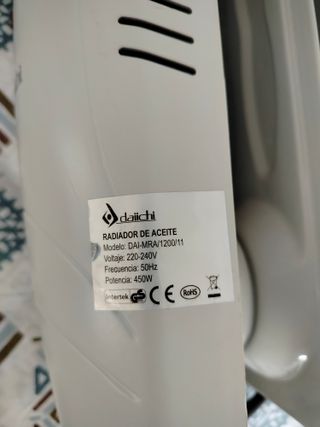 daiichi
RADIADOR DE ACEITE
Modelo: DAI-MRA/1200/11
Voltaje: 220-240V
Frecuencia: 50Hz
Potencia: 450W
Intertek GS CE RoHS